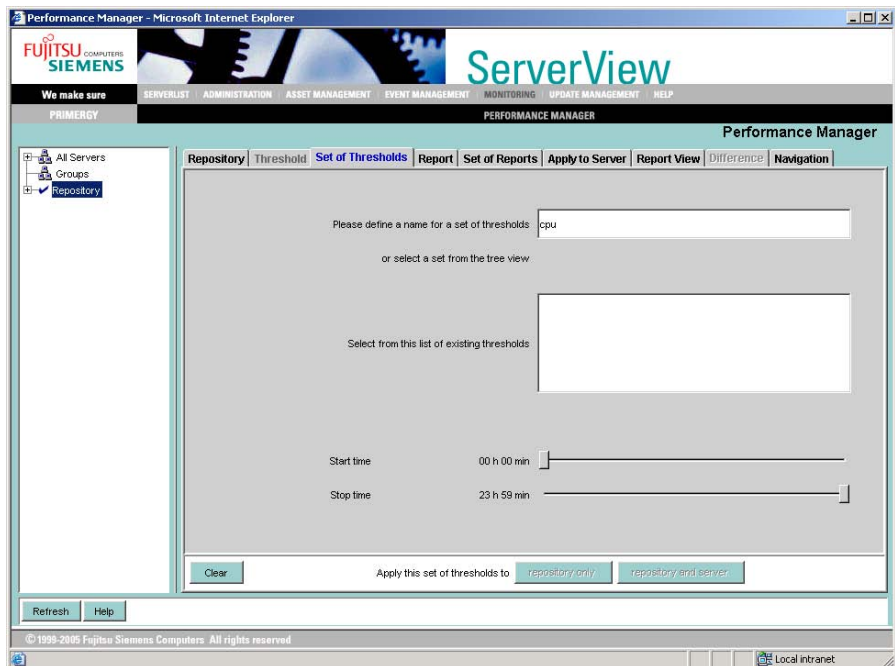 Performance Manager - Microsoft Internet Explorer
FUJITSU COMPUTERS
SIEMENS
ServerView
We make sure
SERVERLIST ADMINISTRATION ASSET MANAGEMENT EVENT MANAGEMENT MONITORING UPDATE MANAGEMENT HELP
PRIMERGY
PERFORMANCE MANAGER
Performance Manager
All Servers
Groups
Repository
Repository Threshold Set of Thresholds Report Set of Reports Apply to Server Report View Difference Navigation
Please define a name for a set of thresholds cpu
or select a set from the tree view
Select from this list of existing thresholds
Start time 00 h 00 min
Stop time 23 h 59 min
Clear Apply this set of thresholds to repository only repository and server
Refresh Help
© 1999-2005 Fujitsu Siemens Computers All rights reserved
Local intranet